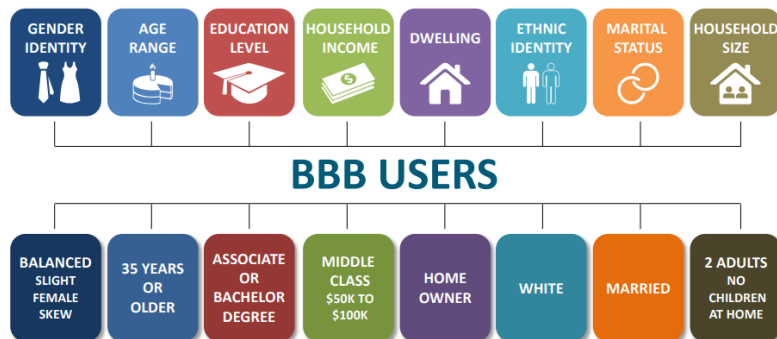 GENDER
IDENTITY
AGE
RANGE
EDUCATION
LEVEL
HOUSEHOLD
INCOME
$
DWELLING
ETHNIC
IDENTITY
MARITAL
STATUS
HOUSEHOLD
SIZE
BBB USERS
BALANCED
SLIGHT
FEMALE
SKEW
35 YEARS
OR
OLDER
ASSOCIATE
OR
BACHELOR
DEGREE
MIDDLE
CLASS
$50K TO
$100K
HOME
OWNER
WHITE
MARRIED
2 ADULTS
NO
CHILDREN
AT HOME